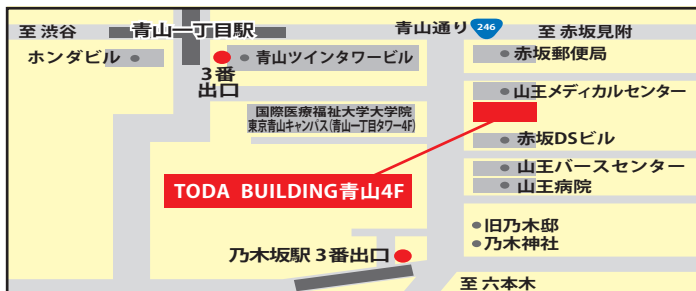 至 渋谷
青山一丁目駅
青山通り
246
至 赤坂見附
ホンダビル
3番
出口
青山ツインタワービル
赤坂郵便局
国際医療福祉大学大学院
東京青山キャンパス(青山一丁目タワー4F)
山王メディカルセンター
赤坂DSビル
山王バースセンター
山王病院
TODA BUILDING青山4F
旧乃木邸
乃木神社
乃木坂駅 3番出口
至 六本木